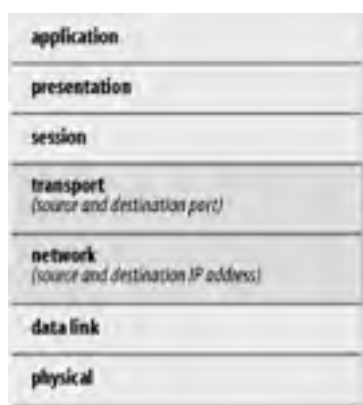 application
presentation
session
transport
(source and destination port)
network
(source and destination IP address)
data link
physical